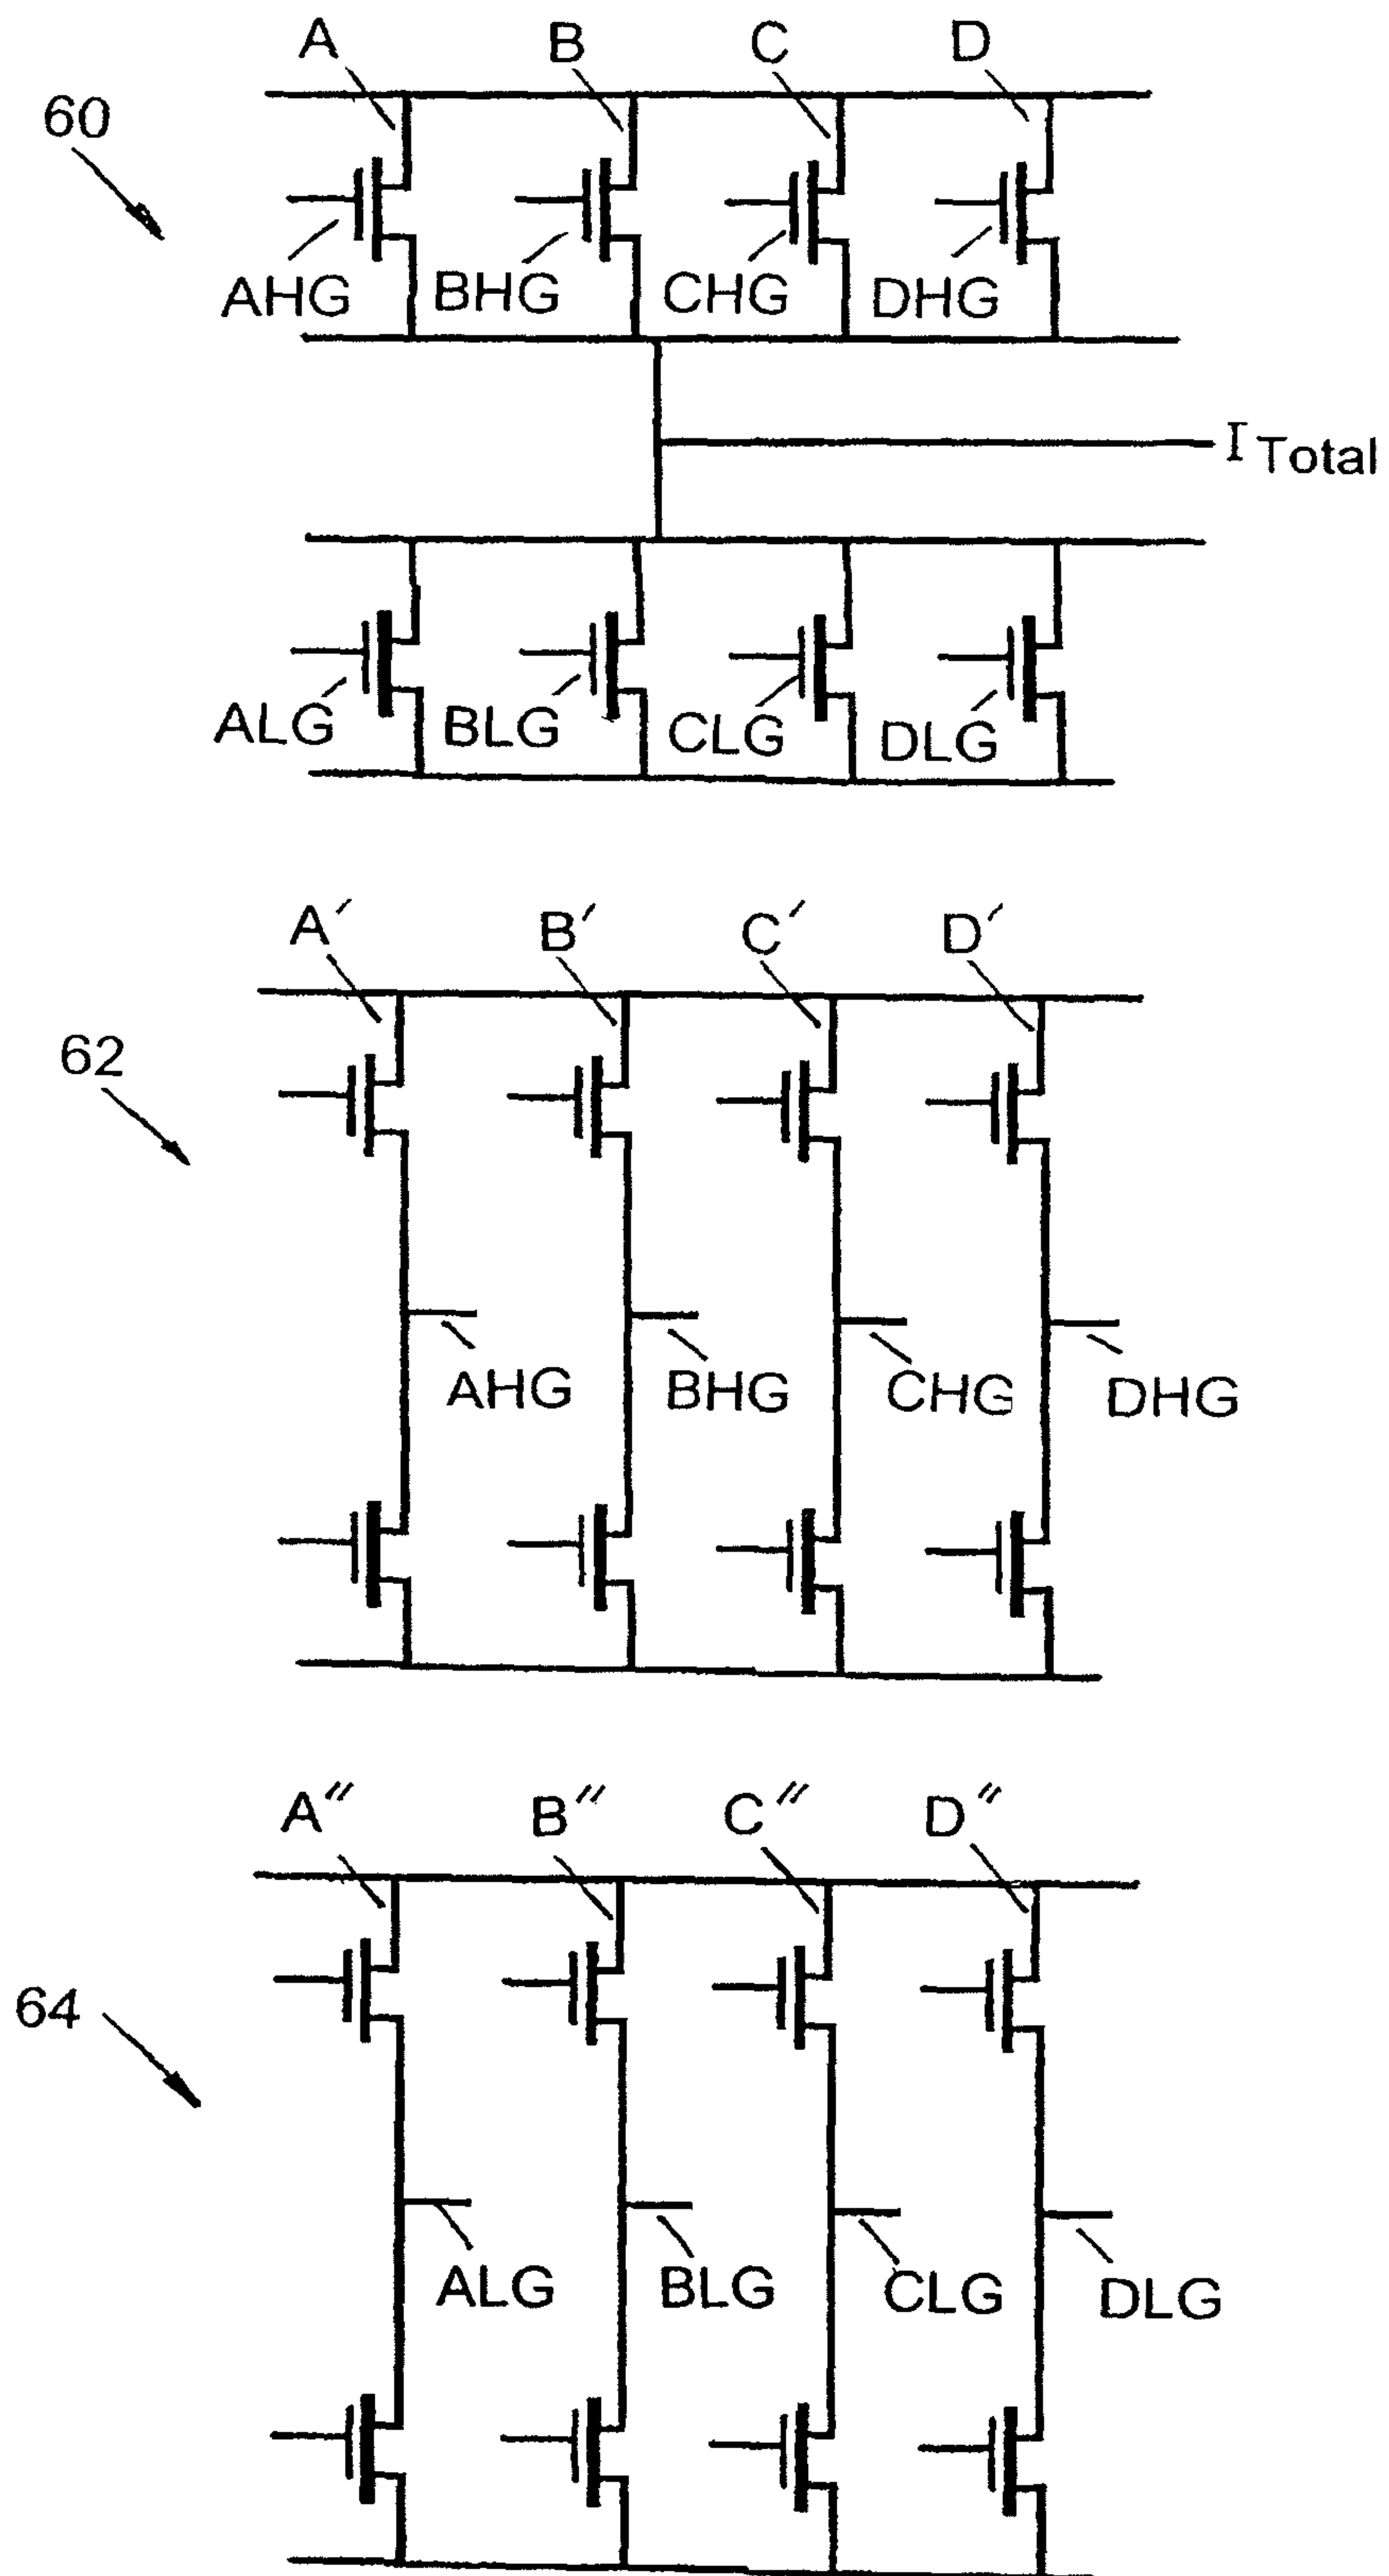 A B C D
60
AHG BHG CHG DHG
I Total
ALG BLG CLG DLG
A′ B′ C′ D′
62
AHG BHG CHG DHG
A″ B″ C″ D″
64
ALG BLG CLG DLG